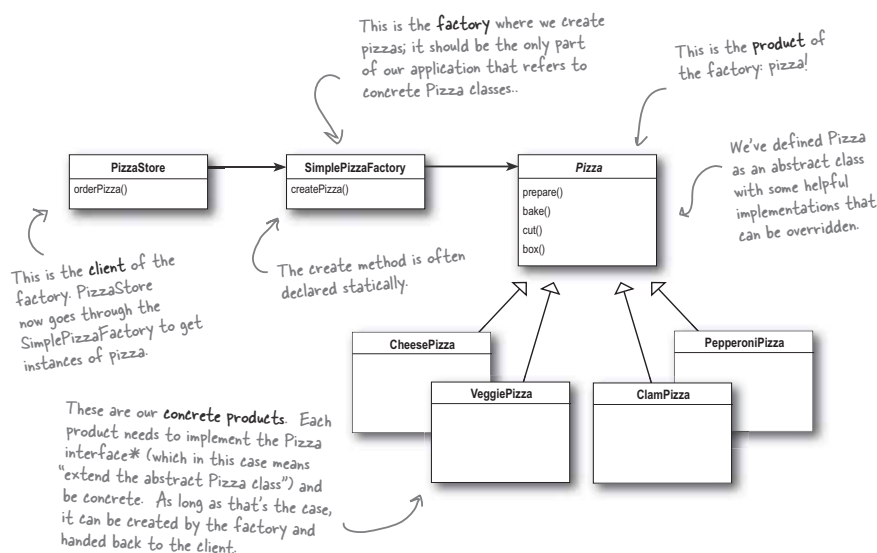 This is the factory where we create
pizzas; it should be the only part
of our application that refers to
concrete Pizza classes..
This is the product of
the factory: pizza!
PizzaStore
orderPizza()
SimplePizzaFactory
createPizza()
Pizza
prepare()
bake()
cut()
box()
We've defined Pizza
as an abstract class
with some helpful
implementations that
can be overridden.
This is the client of the
factory. PizzaStore
now goes through the
SimplePizzaFactory to get
instances of pizza.
The create method is often
declared statically.
CheesePizza
VeggiePizza
ClamPizza
PepperoniPizza
These are our concrete products. Each
product needs to implement the Pizza
interface* (which in this case means
"extend the abstract Pizza class") and
be concrete. As long as that's the case,
it can be created by the factory and
handed back to the client.